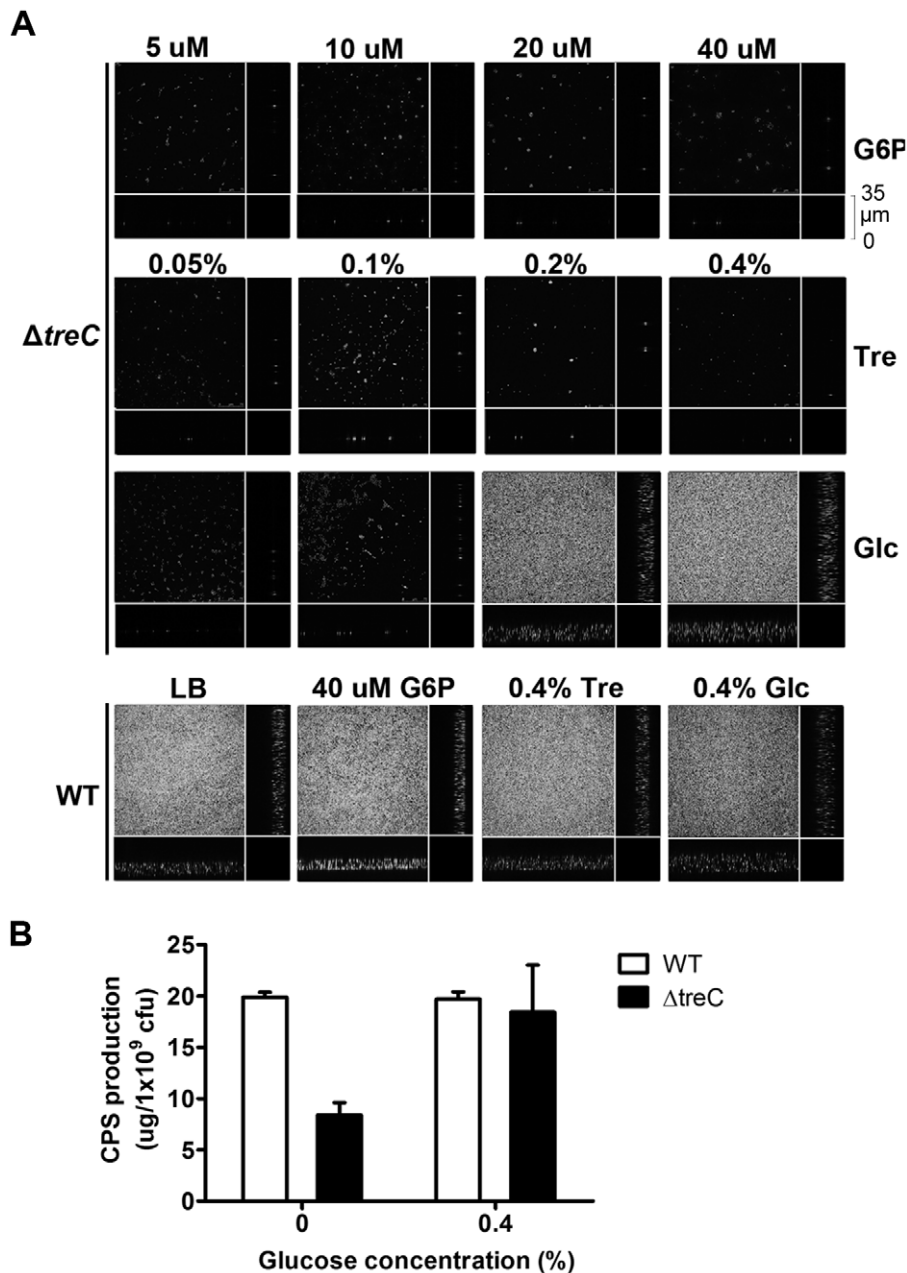 A
5 uM 10 uM 20 uM 40 uM
G6P
35
µm
0
0.05% 0.1% 0.2% 0.4%
ΔtreC
Tre
Glc
LB 40 uM G6P 0.4% Tre 0.4% Glc
WT
B
CPS production
(ug/1x10⁹ cfu)
25
20
15
10
5
0
0 0.4
Glucose concentration (%)
WT
ΔtreC